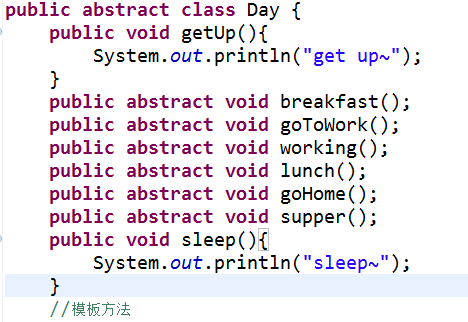 public abstract class Day {
    public void getUp(){
        System.out.println("get up~");
    }
    public abstract void breakfast();
    public abstract void goToWork();
    public abstract void working();
    public abstract void lunch();
    public abstract void goHome();
    public abstract void supper();
    public void sleep(){
        System.out.println("sleep~");
    }
    //模板方法